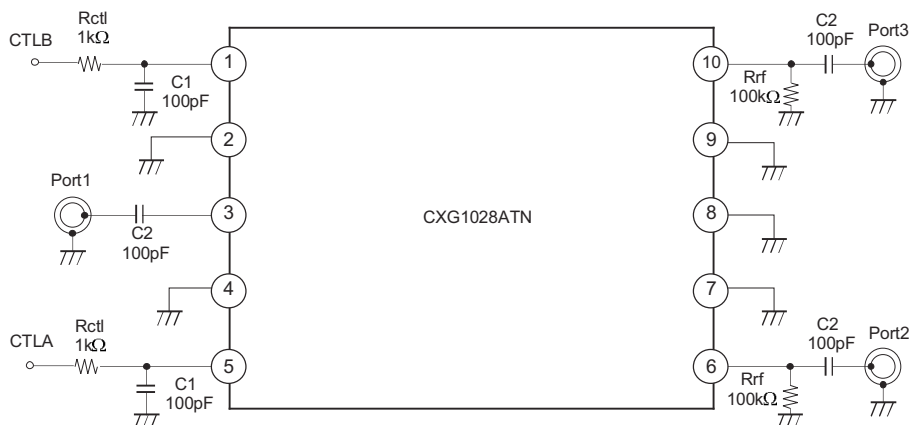 Rctl
1kΩ
CTLB
C1
100pF
1
2
Port1
C2
100pF
3
4
Rctl
1kΩ
CTLA
C1
100pF
5
CXG1028ATN
C2
100pF
Port3
10
Rrf
100kΩ
9
8
7
C2
100pF
Port2
6
Rrf
100kΩ